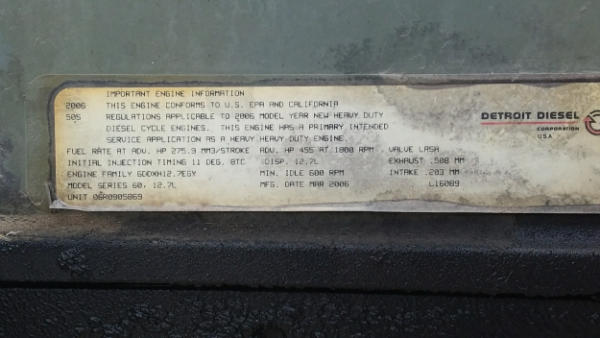 IMPORTANT ENGINE INFORMATION
2006 THIS ENGINE CONFORMS TO U.S. EPA AND CALIFORNIA
505 REGULATIONS APPLICABLE TO 2006 MODEL YEAR NEW HEAVY DUTY
DIESEL CYCLE ENGINES. THIS ENGINE HAS A PRIMARY INTENDED
SERVICE APPLICATION AS A HEAVY HEAVY-DUTY ENGINE.
DETROIT DIESEL
CORPORATION
USA
FUEL RATE AT ADV. HP 275.9 MM3/STROKE ADV. HP 455 AT 1800 RPM VALVE LASH
INITIAL INJECTION TIMING 11 DEG. BTC DISP. 12.7L EXHAUST .508 MM
ENGINE FAMILY 6DDXH12.7EGY MIN. IDLE 600 RPM INTAKE .203 MM
MODEL SERIES 60, 12.7L MFG. DATE MAR 2006 L16089
UNIT 06R0905869